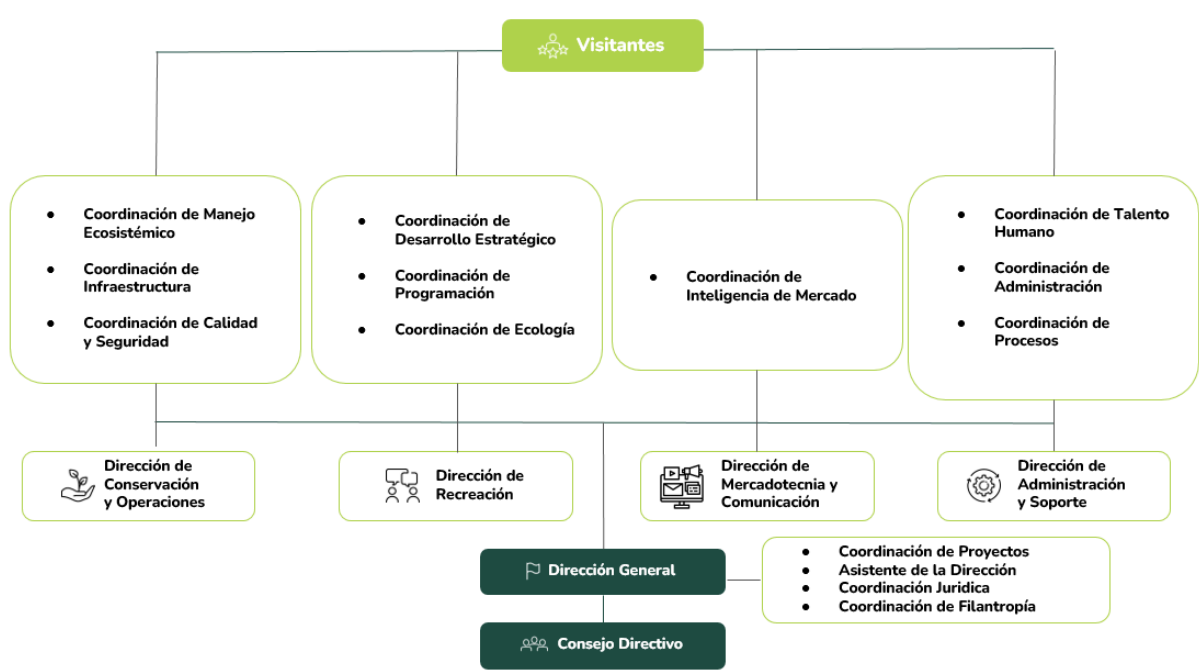 Visitantes
● Coordinación de Manejo
Ecosistémico
● Coordinación de
Infraestructura
● Coordinación de Calidad
y Seguridad
● Coordinación de
Desarrollo Estratégico
● Coordinación de
Programación
● Coordinación de Ecología
● Coordinación de
Inteligencia de Mercado
● Coordinación de Talento
Humano
● Coordinación de
Administración
● Coordinación de
Procesos
Dirección de
Conservación
y Operaciones
Dirección de
Recreación
Dirección de
Mercadotecnia y
Comunicación
Dirección de
Administración
y Soporte
Dirección General
● Coordinación de Proyectos
● Asistente de la Dirección
● Coordinación Juridica
● Coordinación de Filantropía
Consejo Directivo